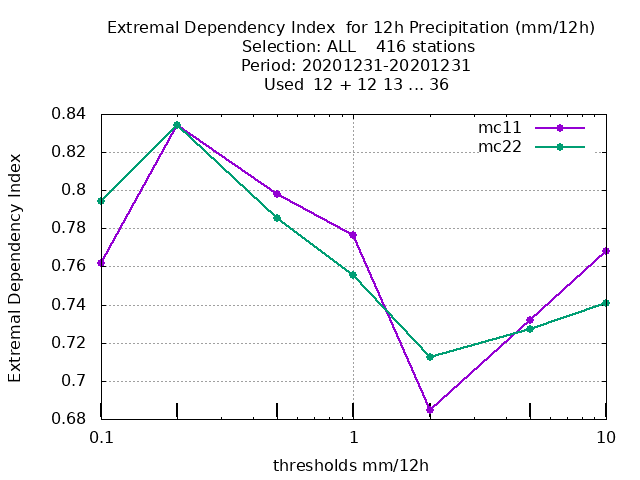 Extremal Dependency Index  for 12h Precipitation (mm/12h)
Selection: ALL    416 stations
Period: 20201231-20201231
Used  12 + 12 13 ... 36
mc11
mc22
0.84
0.82
0.8
0.78
0.76
0.74
0.72
0.7
0.68
Extremal Dependency Index
0.1 1 10
thresholds mm/12h